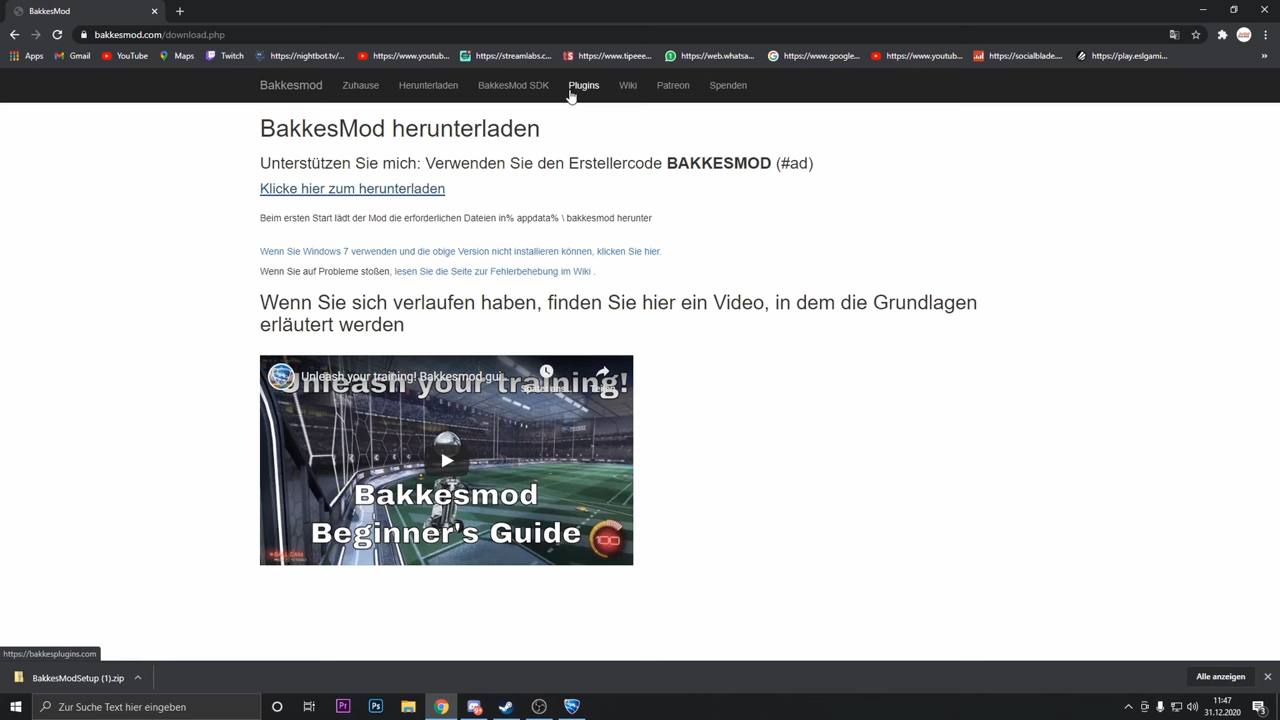 BakkesMod
bakkesmod.com/download.php
Apps Gmail YouTube Maps Twitch https://nightbot.tv/... https://www.youtub... https://streamlabs.c... https://www.tipeee... https://web.whatsa... https://www.google... https://www.youtub... https://socialblade.... https://play.eslgami...
Bakkesmod Zuhause Herunterladen BakkesMod SDK Plugins Wiki Patreon Spenden
BakkesMod herunterladen
Unterstützen Sie mich: Verwenden Sie den Erstellercode BAKKESMOD (#ad)
Klicke hier zum herunterladen
Beim ersten Start lädt der Mod die erforderlichen Dateien in% appdata% \ bakkesmod herunter
Wenn Sie Windows 7 verwenden und die obige Version nicht installieren können, klicken Sie hier.
Wenn Sie auf Probleme stoßen, lesen Sie die Seite zur Fehlerbehebung im Wiki .
Wenn Sie sich verlaufen haben, finden Sie hier ein Video, in dem die Grundlagen
erläutert werden
Unleash your training! Bakkesmod gui
Unleash your training!
Teilen
Bakkesmod
Beginner's Guide
BALL CAM
100
https://bakkesplugins.com
BakkesModSetup (1).zip
Alle anzeigen
Zur Suche Text hier eingeben
11:47
31.12.2020